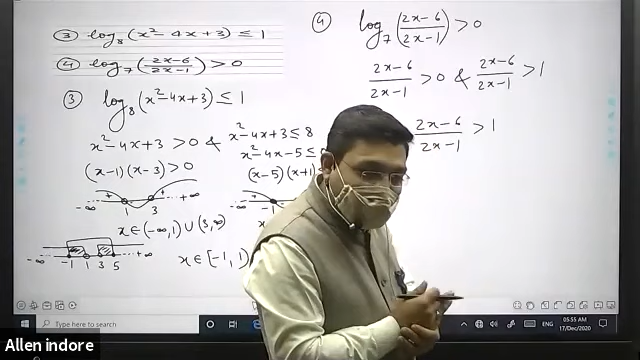 ③ log₈(x² - 4x + 3) ≤ 1
④ log₇((2x-6)/(2x-1)) > 0
③ log₈(x² - 4x + 3) ≤ 1
x² - 4x + 3 > 0 & x² - 4x + 3 ≤ 8
x² - 4x - 5 ≤ 0
(x-1)(x-3) > 0
(x-5)(x+1) ≤
+ +
-∞ 1 3 +∞
-∞ -1
x ∈ (-∞, 1) ∪ (3, ∞)
x
-∞ -1 1 3 5 +∞
x ∈ [-1, 1)
④ log₇((2x-6)/(2x-1)) > 0
(2x-6)/(2x-1) > 0 & (2x-6)/(2x-1) > 1
(2x-6)/(2x-1) > 1
Type here to search
ENG
05:55 AM
17/Dec/2020
Allen indore